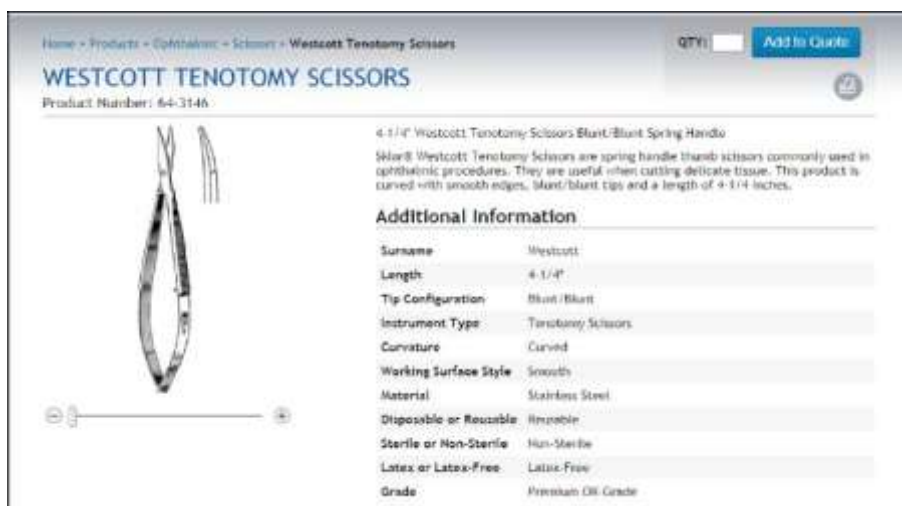 Home • Products • Ophthalmic • Scissors • Westcott Tenotomy Scissors
QTY:
Add to Quote
WESTCOTT TENOTOMY SCISSORS
Product Number: 64-3146
4-1/4" Westcott Tenotomy Scissors Blunt/Blunt Spring Handle
Sklar® Westcott Tenotomy Scissors are spring handle thumb scissors commonly used in
ophthalmic procedures. They are useful when cutting delicate tissue. This product is
curved with smooth edges, blunt/blunt tips and a length of 4-1/4 inches.
Additional Information
Surname Westcott
Length 4-1/4"
Tip Configuration Blunt/Blunt
Instrument Type Tenotomy Scissors
Curvature Curved
Working Surface Style Smooth
Material Stainless Steel
Disposable or Reusable Reusable
Sterile or Non-Sterile Non-Sterile
Latex or Latex-Free Latex-Free
Grade Premium OR-Grade